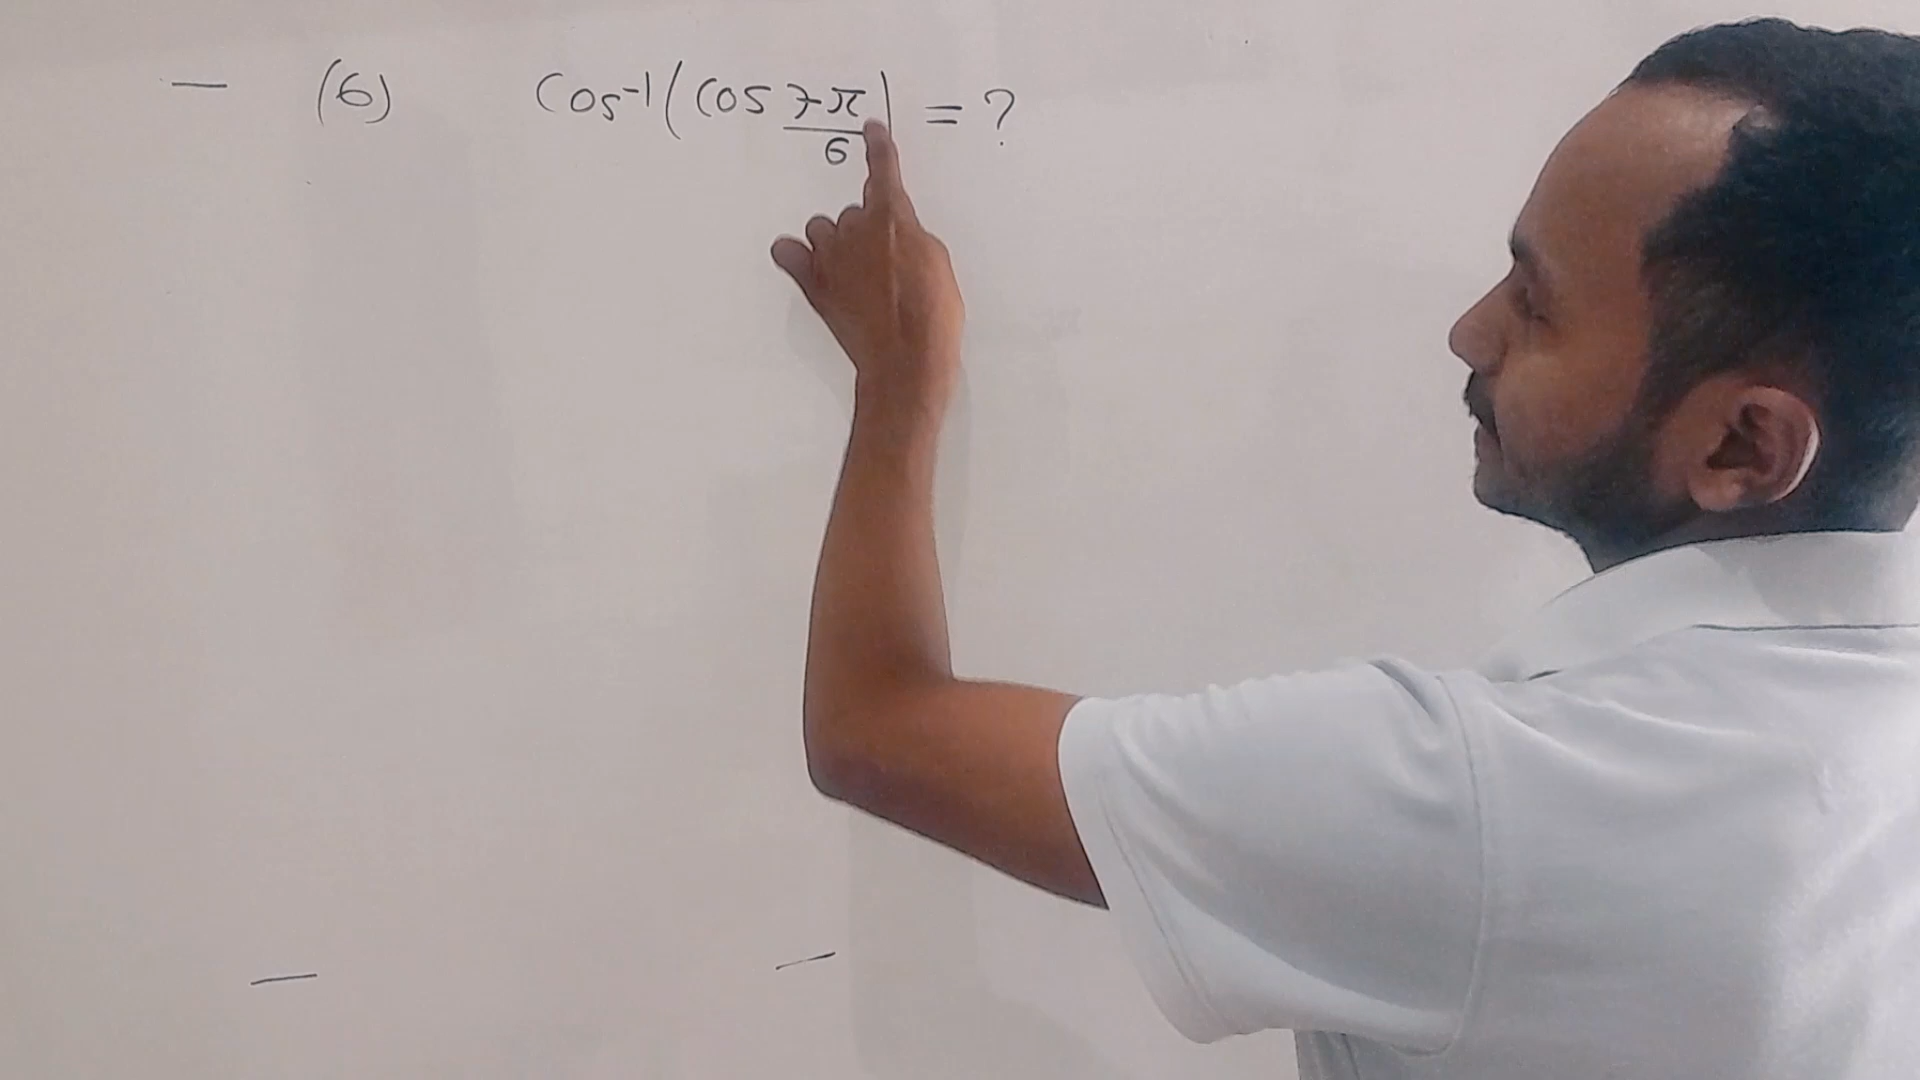 — (6) Cos⁻¹(Cos 7π/6) = ?